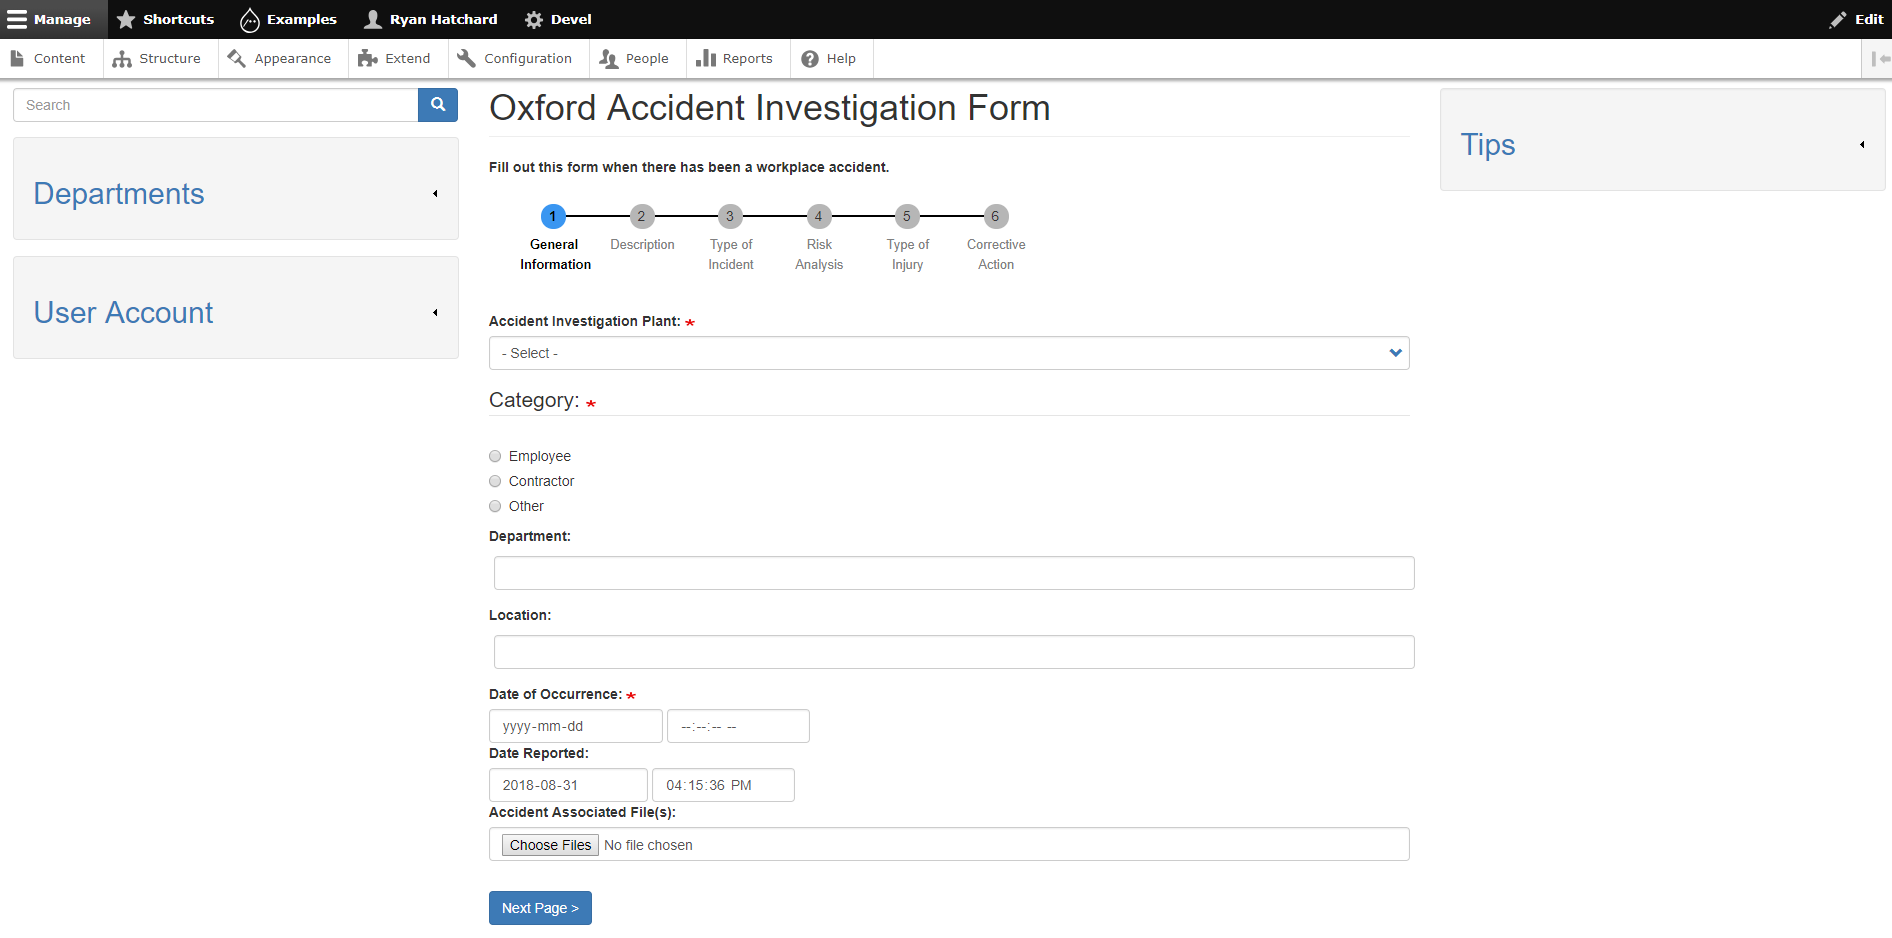 Manage Shortcuts Examples Ryan Hatchard Devel Edit
Content Structure Appearance Extend Configuration People Reports Help
Search
Departments
User Account
Oxford Accident Investigation Form
Fill out this form when there has been a workplace accident.
1 2 3 4 5 6
General Information
Description
Type of Incident
Risk Analysis
Type of Injury
Corrective Action
Accident Investigation Plant: *
- Select -
Category: *
Employee
Contractor
Other
Department:
Location:
Date of Occurrence: *
yyyy-mm-dd --:--:-- --
Date Reported:
2018-08-31 04:15:36 PM
Accident Associated File(s):
Choose Files No file chosen
Next Page >
Tips